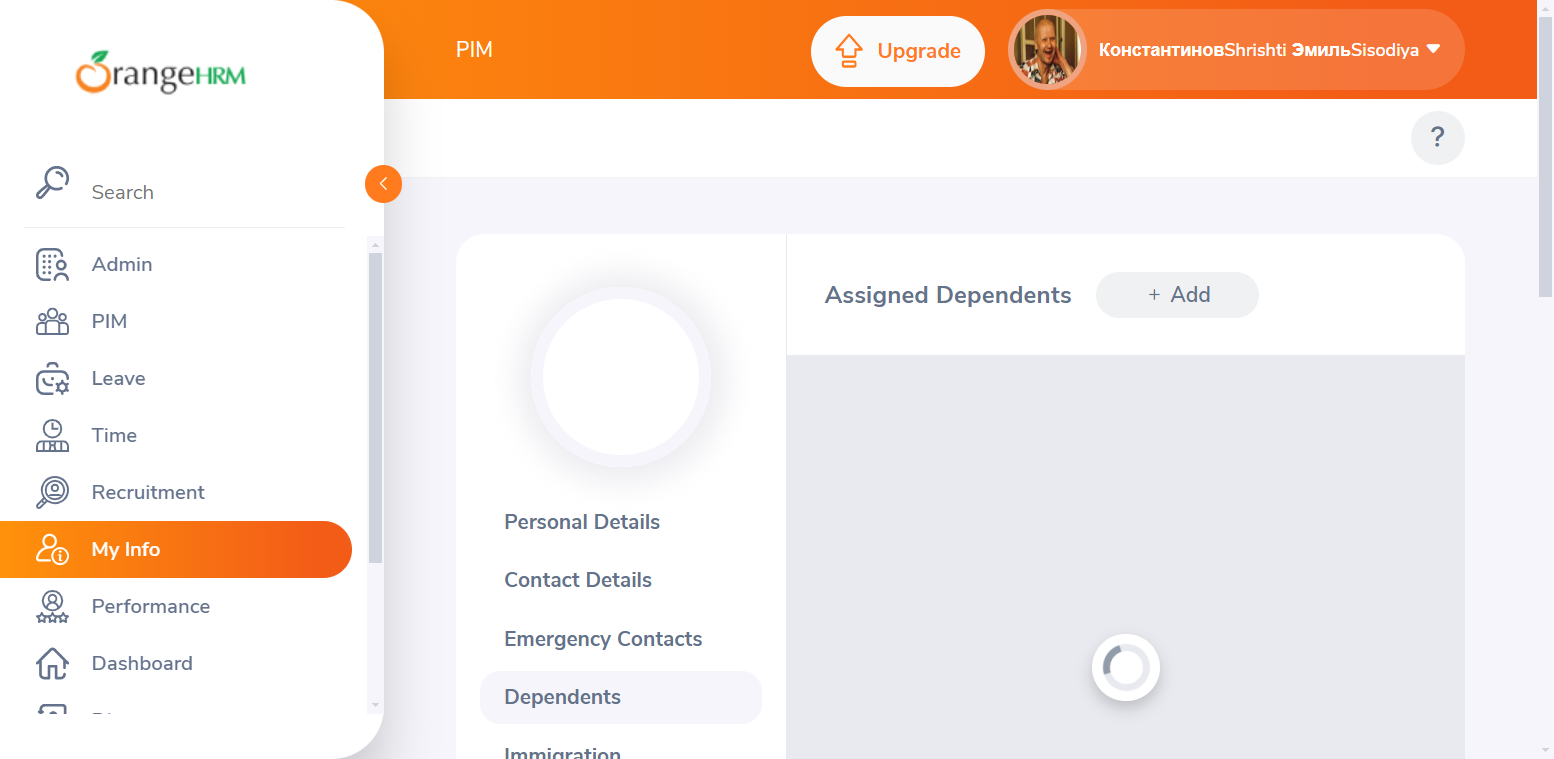 OrangeHRM
PIM
Upgrade
КонстантиновShrishti ЭмильSisodiya
?
Search
Admin
PIM
Leave
Time
Recruitment
My Info
Performance
Dashboard
Assigned Dependents
+ Add
Personal Details
Contact Details
Emergency Contacts
Dependents
Immigration